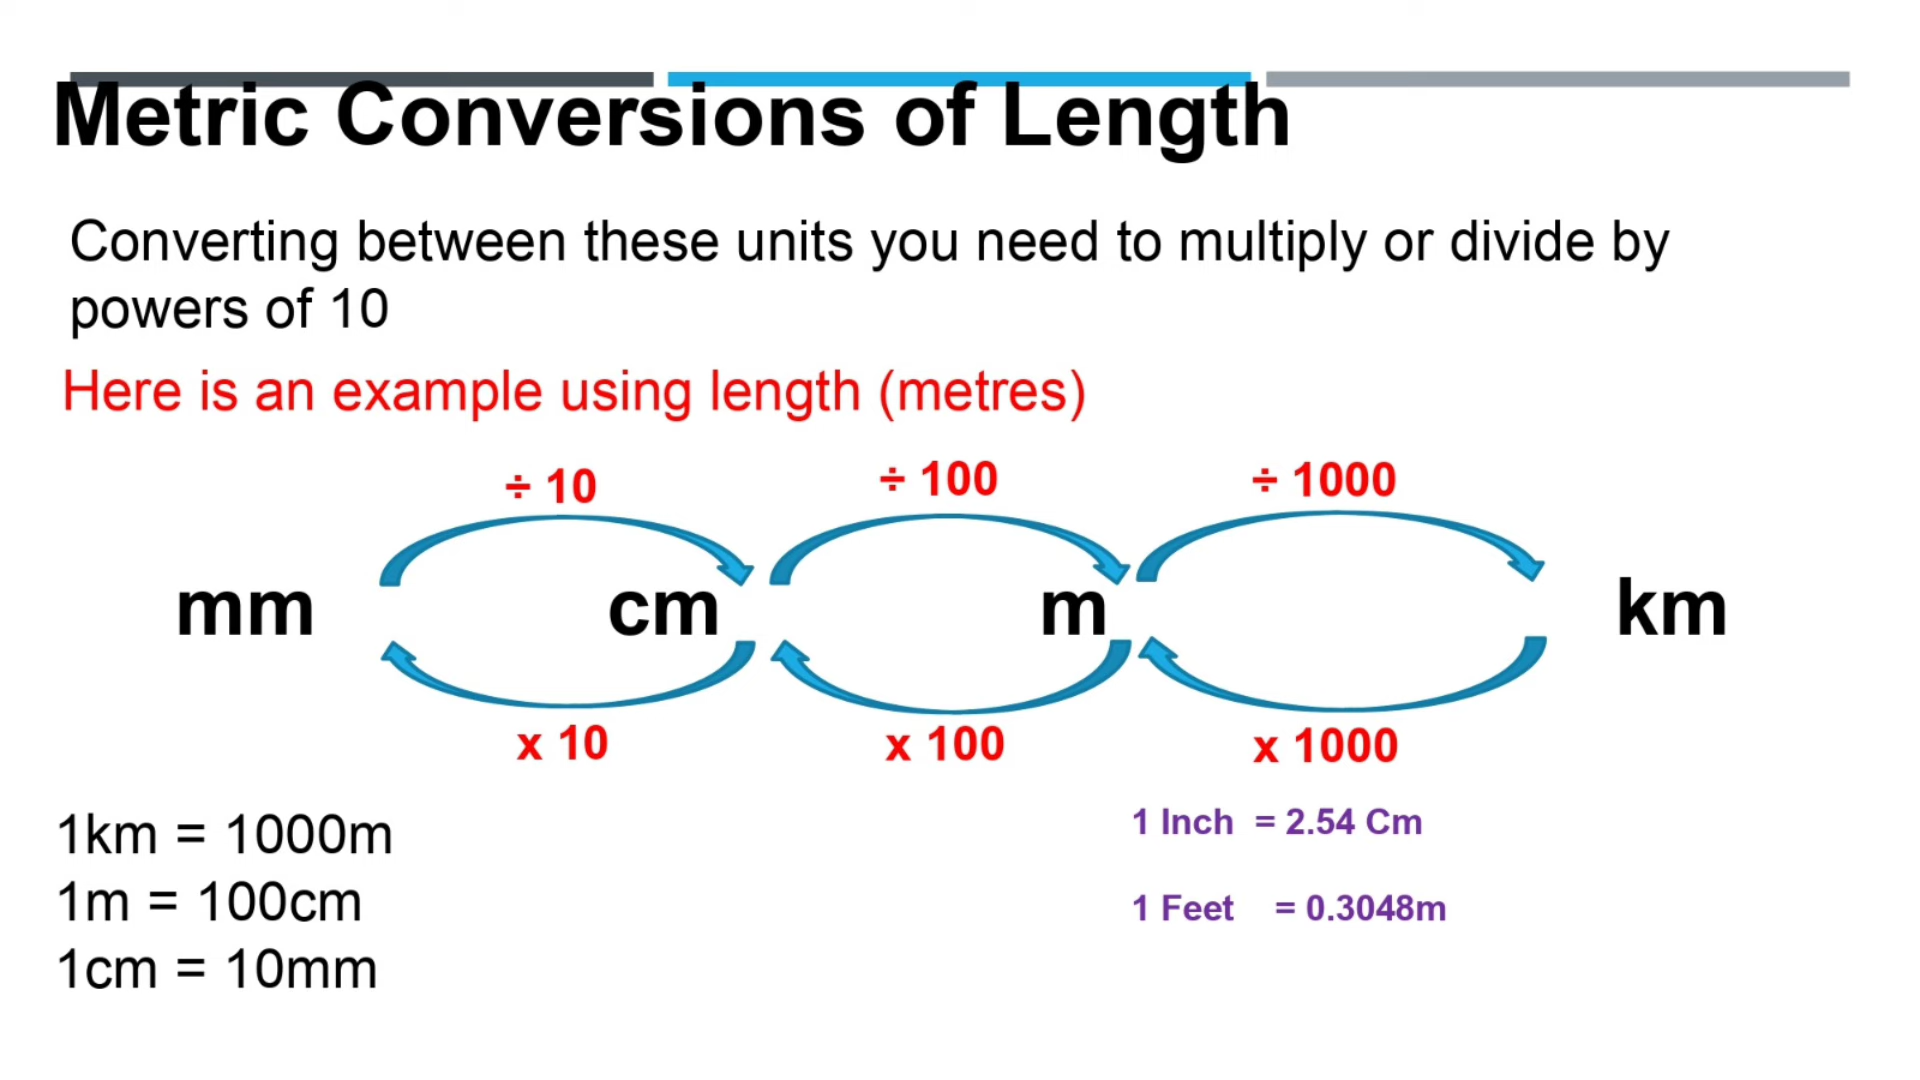 Metric Conversions of Length
Converting between these units you need to multiply or divide by
powers of 10
Here is an example using length (metres)
÷ 10
÷ 100
÷ 1000
mm
cm
m
km
x 10
x 100
x 1000
1km = 1000m
1m = 100cm
1cm = 10mm
1 Inch = 2.54 Cm
1 Feet = 0.3048m